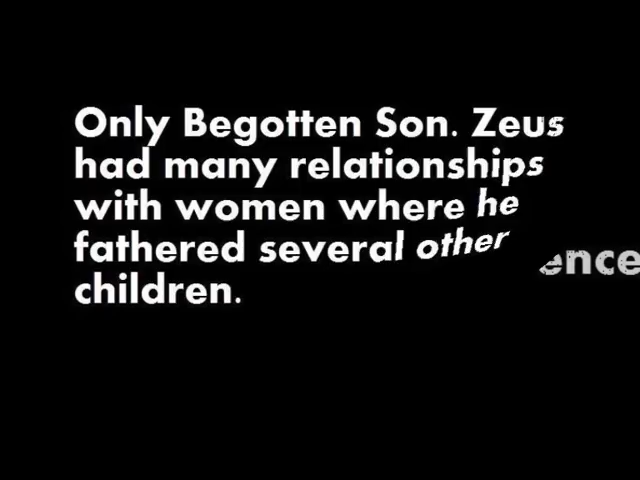 Only Begotten Son. Zeus
had many relationships
with women where he
fathered several other
children.